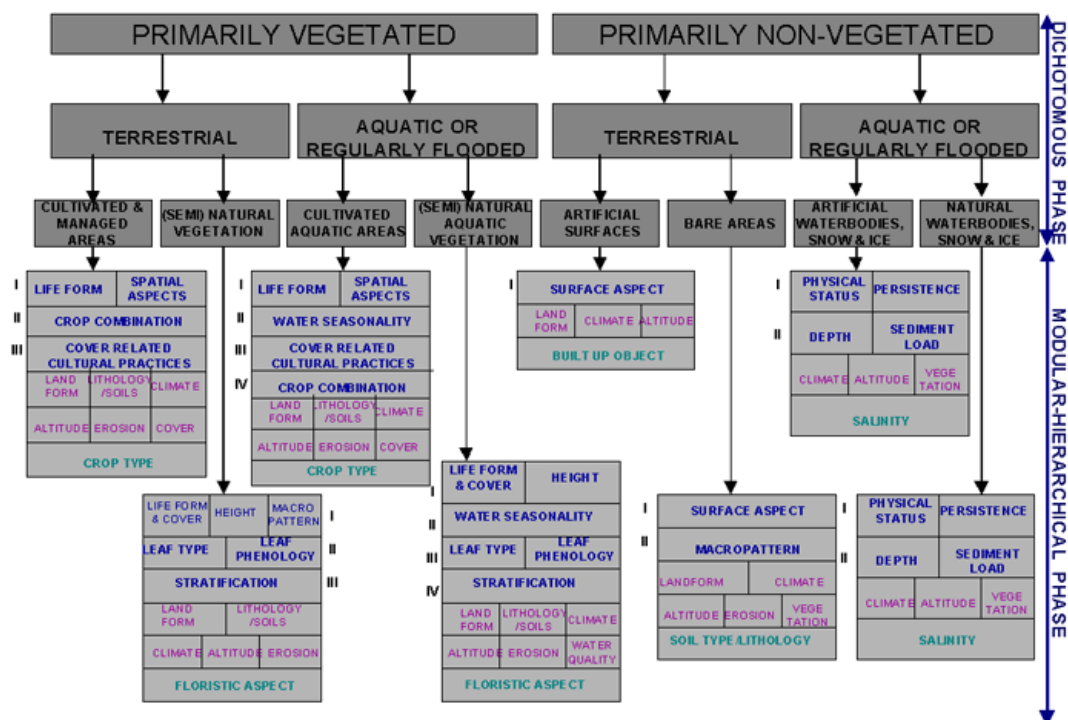 PRIMARILY VEGETATED
PRIMARILY NON-VEGETATED
DICHOTOMOUS PHASE
TERRESTRIAL
AQUATIC OR
REGULARLY FLOODED
TERRESTRIAL
AQUATIC OR
REGULARLY FLOODED
CULTIVATED &
MANAGED
AREAS
(SEMI) NATURAL
VEGETATION
CULTIVATED
AQUATIC AREAS
(SEMI) NATURAL
AQUATIC
VEGETATION
ARTIFICIAL
SURFACES
BARE AREAS
ARTIFICIAL
WATERBODIES,
SNOW & ICE
NATURAL
WATERBODIES,
SNOW & ICE
MODULAR-HIERARCHICAL PHASE
I
LIFE FORM
SPATIAL
ASPECTS
II
CROP COMBINATION
III
COVER RELATED
CULTURAL PRACTICES
LAND
FORM
LITHOLOGY
/SOILS
CLIMATE
ALTITUDE
EROSION
COVER
CROP TYPE
I
LIFE FORM
SPATIAL
ASPECTS
II
WATER SEASONALITY
III
COVER RELATED
CULTURAL PRACTICES
IV
CROP COMBINATION
LAND
FORM
LITHOLOGY
/SOILS
CLIMATE
ALTITUDE
EROSION
COVER
CROP TYPE
I
SURFACE ASPECT
LAND
FORM
CLIMATE
ALTITUDE
BUILT UP OBJECT
I
PHYSICAL
STATUS
PERSISTENCE
II
DEPTH
SEDIMENT
LOAD
CLIMATE
ALTITUDE
VEGE
TATION
SALINITY
LIFE FORM
& COVER
HEIGHT
MACRO
PATTERN
I
LEAF TYPE
LEAF
PHENOLOGY
II
STRATIFICATION
III
LAND
FORM
LITHOLOGY/
SOILS
CLIMATE
ALTITUDE
EROSION
FLORISTIC ASPECT
I
LIFE FORM
& COVER
HEIGHT
II
WATER SEASONALITY
III
LEAF TYPE
LEAF
PHENOLOGY
IV
STRATIFICATION
LAND
FORM
LITHOLOGY
/SOILS
CLIMATE
ALTITUDE
EROSION
WATER
QUALITY
FLORISTIC ASPECT
I
SURFACE ASPECT
II
MACROPATTERN
LANDFORM
CLIMATE
ALTITUDE
EROSION
VEGE
TATION
SOIL TYPE/LITHOLOGY
I
PHYSICAL
STATUS
PERSISTENCE
II
DEPTH
SEDIMENT
LOAD
CLIMATE
ALTITUDE
VEGE
TATION
SALINITY